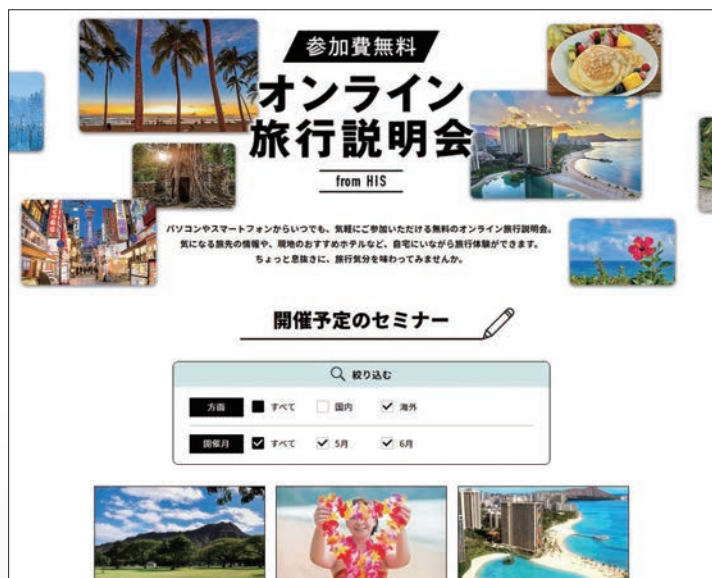 参加費無料
オンライン
旅行説明会
from HIS
パソコンやスマートフォンからいつでも、気軽にご参加いただける無料のオンライン旅行説明会。
気になる旅先の情報や、現地のおすすめホテルなど、自宅にいながら旅行体験ができます。
ちょっと息抜きに、旅行気分を味わってみませんか。
開催予定のセミナー
絞り込む
方面 すべて 国内 海外
開催月 すべて 5月 6月